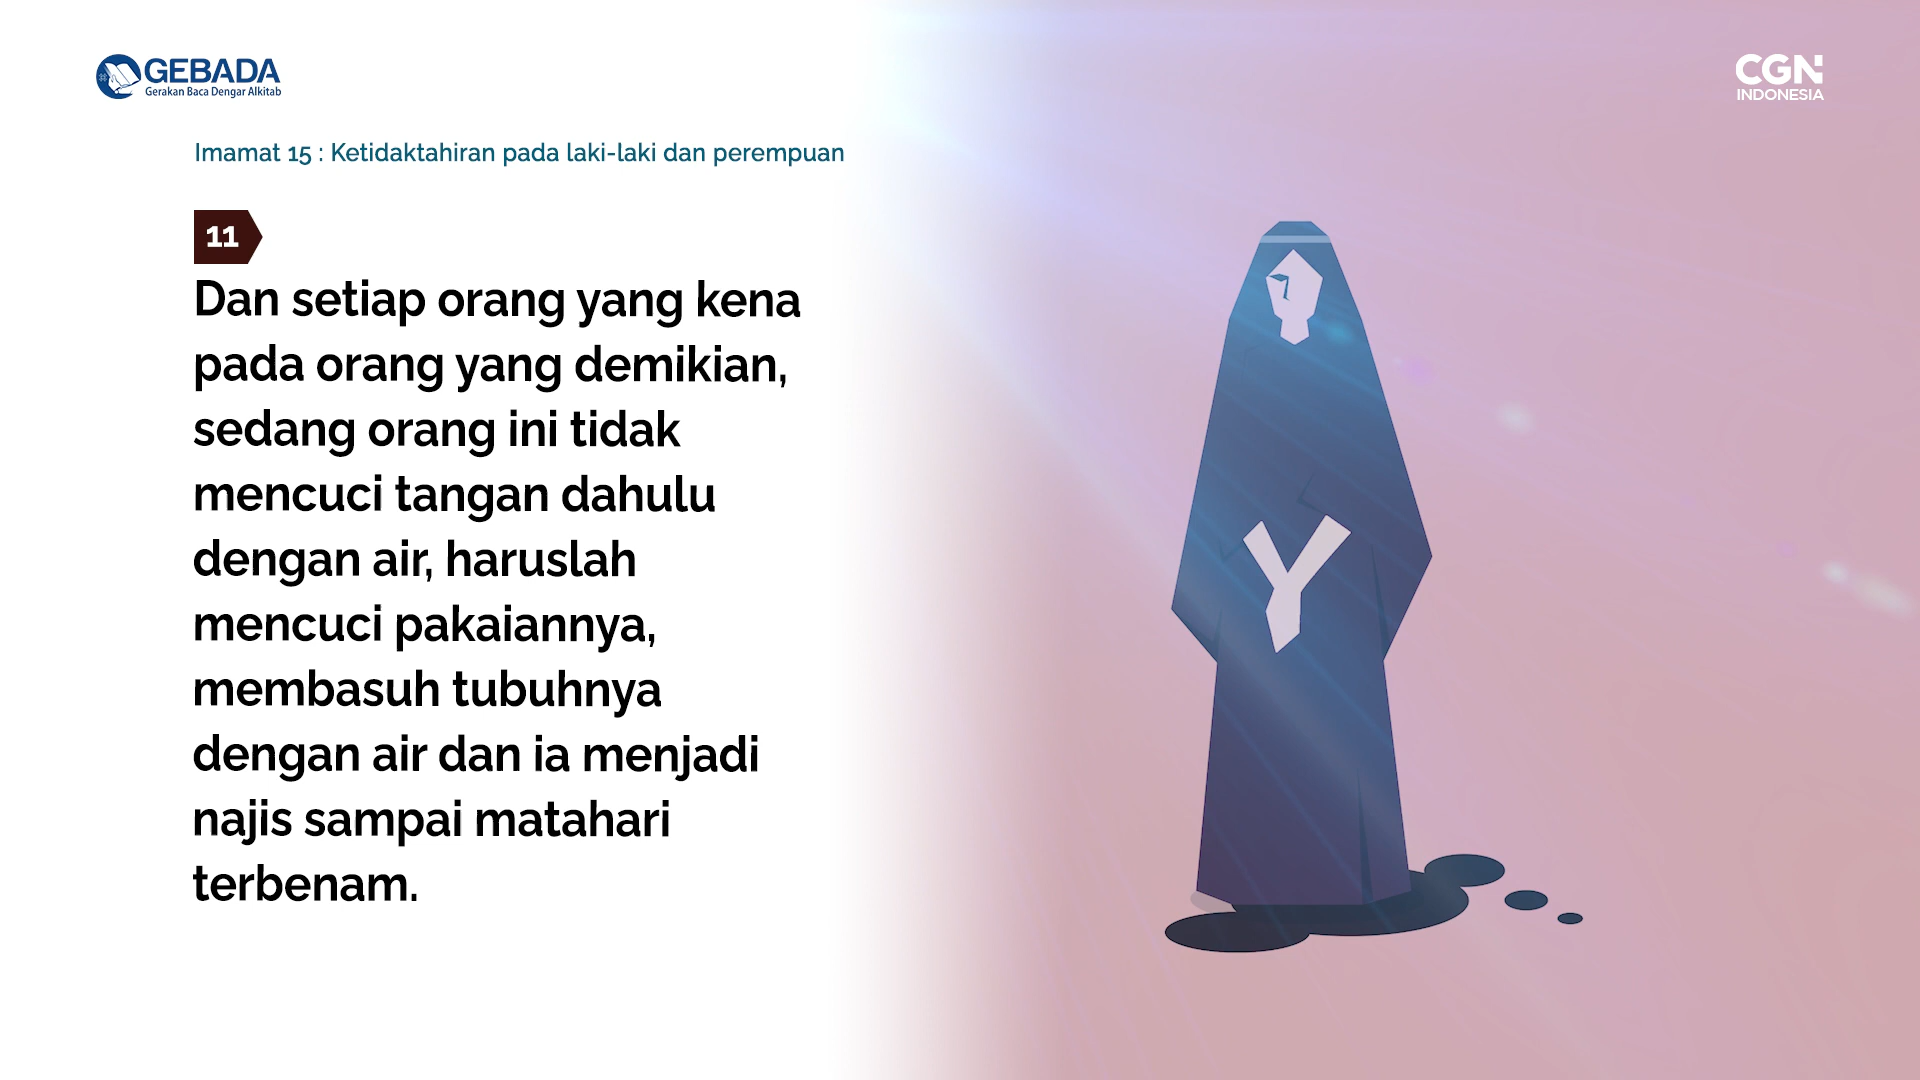 GEBADA
Gerakan Baca Dengar Alkitab
CGN
INDONESIA
Imamat 15 : Ketidaktahiran pada laki-laki dan perempuan
11
Dan setiap orang yang kena
pada orang yang demikian,
sedang orang ini tidak
mencuci tangan dahulu
dengan air, haruslah
mencuci pakaiannya,
membasuh tubuhnya
dengan air dan ia menjadi
najis sampai matahari
terbenam.